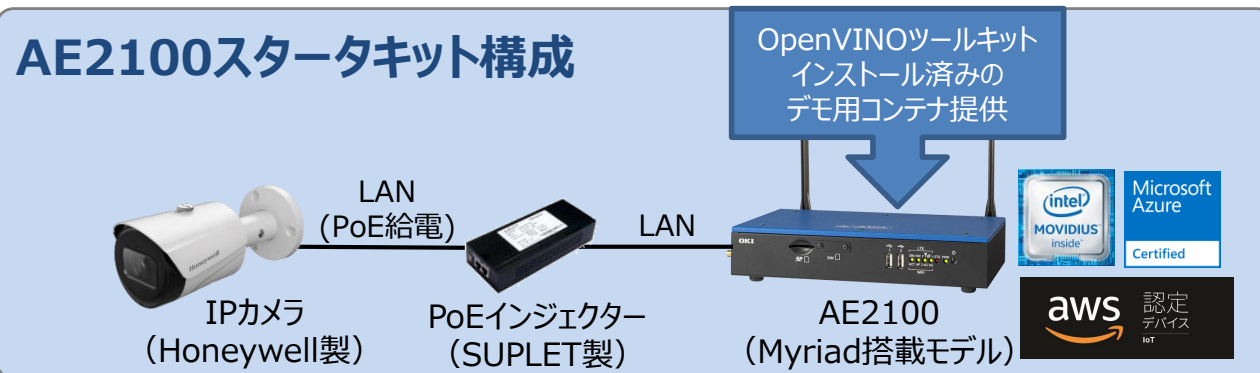 AE2100スタータキット構成
OpenVINOツールキット
インストール済みの
デモ用コンテナ提供
LAN
(PoE給電)
LAN
Honeywell
OKI
intel
MOVIDIUS
inside™
Microsoft
Azure
Certified
aws 認定
デバイス
IoT
IPカメラ
（Honeywell製）
PoEインジェクター
（SUPLET製）
AE2100
（Myriad搭載モデル）